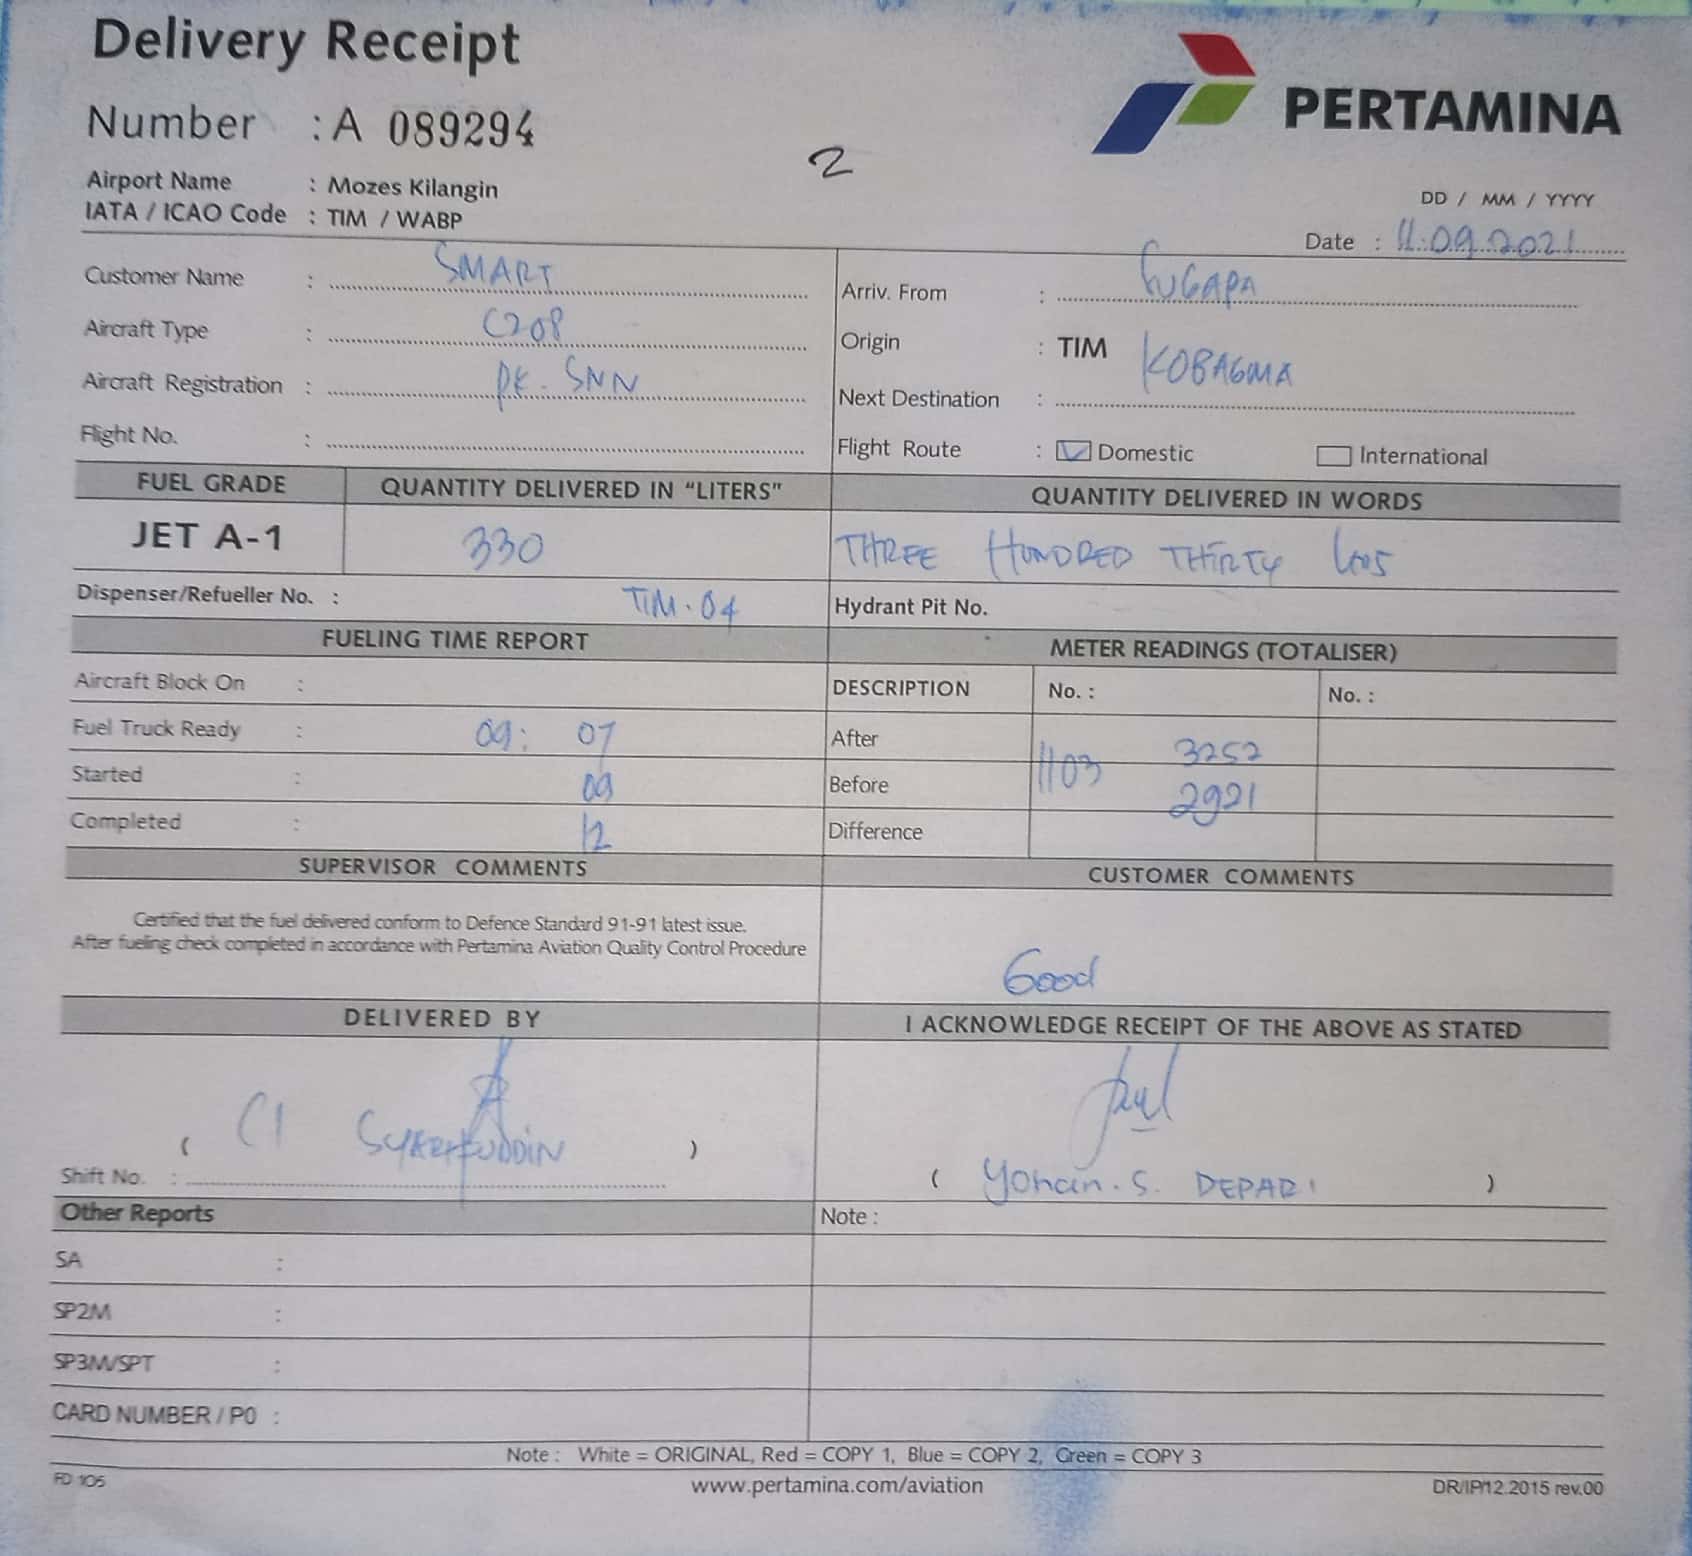 Delivery Receipt
PERTAMINA
Number : A 089294
2
Airport Name : Mozes Kilangin
IATA / ICAO Code : TIM / WABP
DD / MM / YYYY
Date : 11.09.2021
Customer Name : SMART
Arriv. From : SUGAPA
Aircraft Type : C208
Origin : TIM
Aircraft Registration : PK. SNN
Next Destination : KOBAGMA
Flight No. :
Flight Route : Domestic International
FUEL GRADE QUANTITY DELIVERED IN "LITERS" QUANTITY DELIVERED IN WORDS
JET A-1 330 THREE HUNDRED THIRTY
Dispenser/Refueller No. : TIM.04 Hydrant Pit No.
FUELING TIME REPORT METER READINGS (TOTALISER)
Aircraft Block On : DESCRIPTION No. : No. :
Fuel Truck Ready : 09: 07 After 1103 3252
Started : 09 Before 2921
Completed : 12 Difference
SUPERVISOR COMMENTS CUSTOMER COMMENTS
Certified that the fuel delivered conform to Defence Standard 91-91 latest issue.
After fueling check completed in accordance with Pertamina Aviation Quality Control Procedure
Good
DELIVERED BY I ACKNOWLEDGE RECEIPT OF THE ABOVE AS STATED
( )
Shift No. :
( Yohan. S. DEPARI )
Other Reports Note :
SA :
SP2M :
SP3M/SPT :
CARD NUMBER / PO :
Note : White = ORIGINAL, Red = COPY 1, Blue = COPY 2, Green = COPY 3
FD 105 www.pertamina.com/aviation DR/IP/12.2015 rev.00